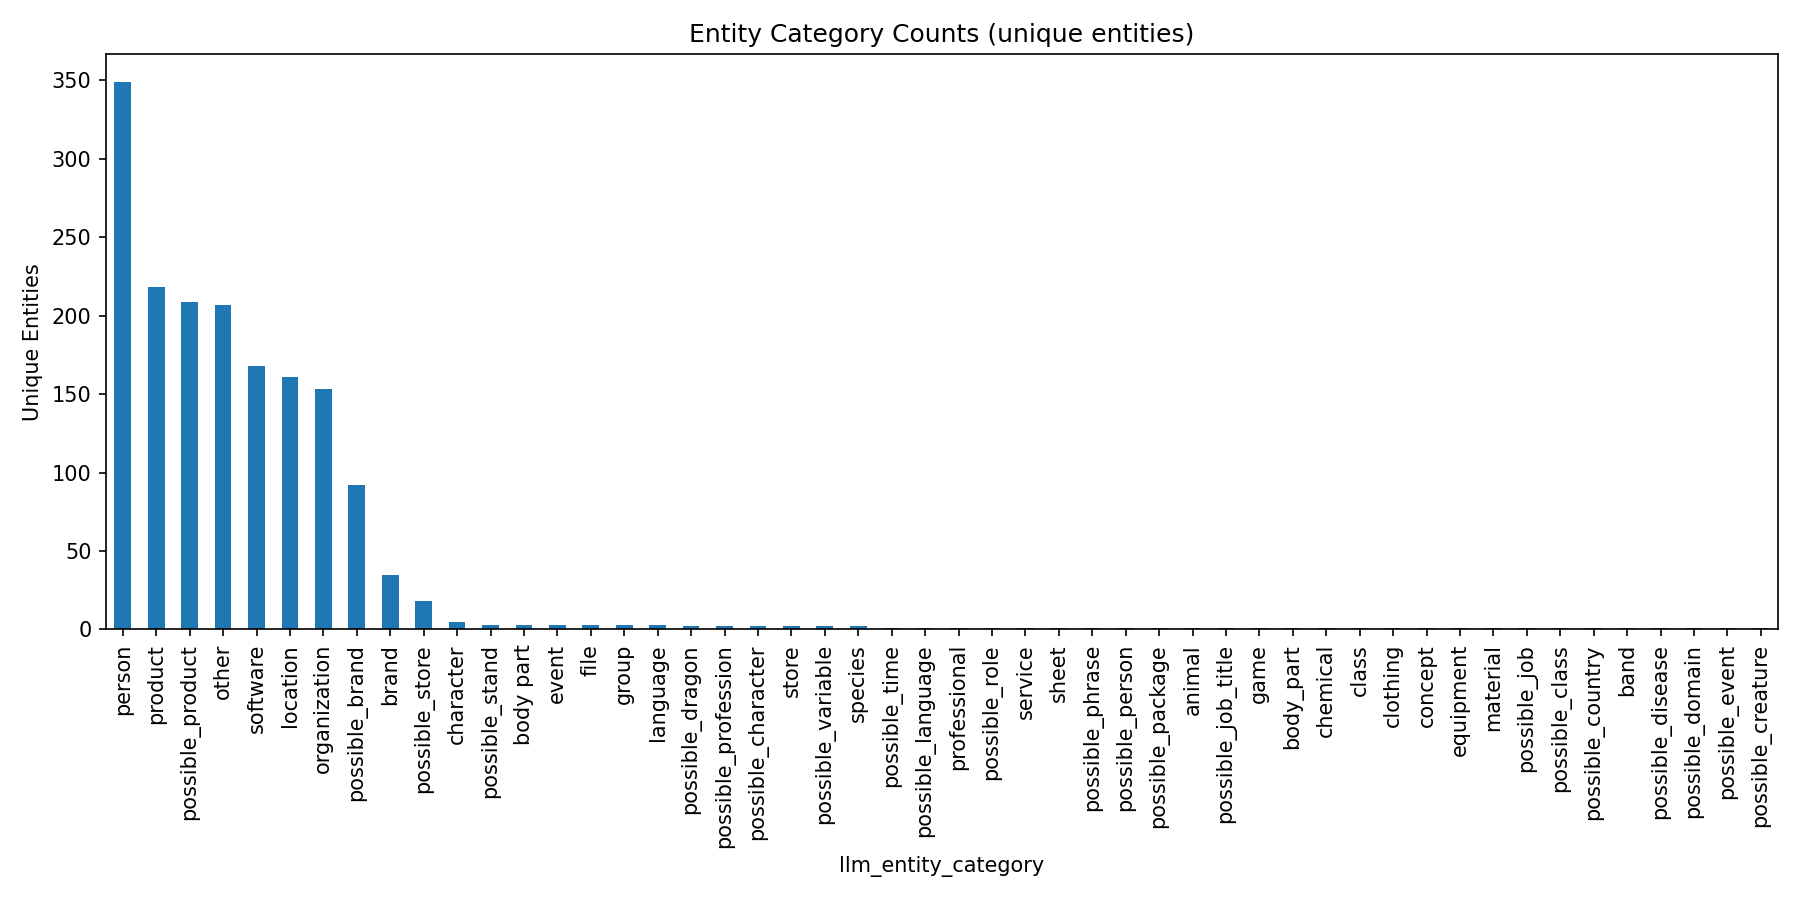 Entity Category Counts (unique entities)
Unique Entities
350
300
250
200
150
100
50
0
person
product
possible_product
other
software
location
organization
possible_brand
brand
possible_store
character
possible_stand
body part
event
file
group
language
possible_dragon
possible_profession
possible_character
store
possible_variable
species
possible_time
possible_language
professional
possible_role
service
sheet
possible_phrase
possible_person
possible_package
animal
possible_job_title
game
body_part
chemical
class
clothing
concept
equipment
material
possible_job
possible_class
possible_country
band
possible_disease
possible_domain
possible_event
possible_creature
llm_entity_category